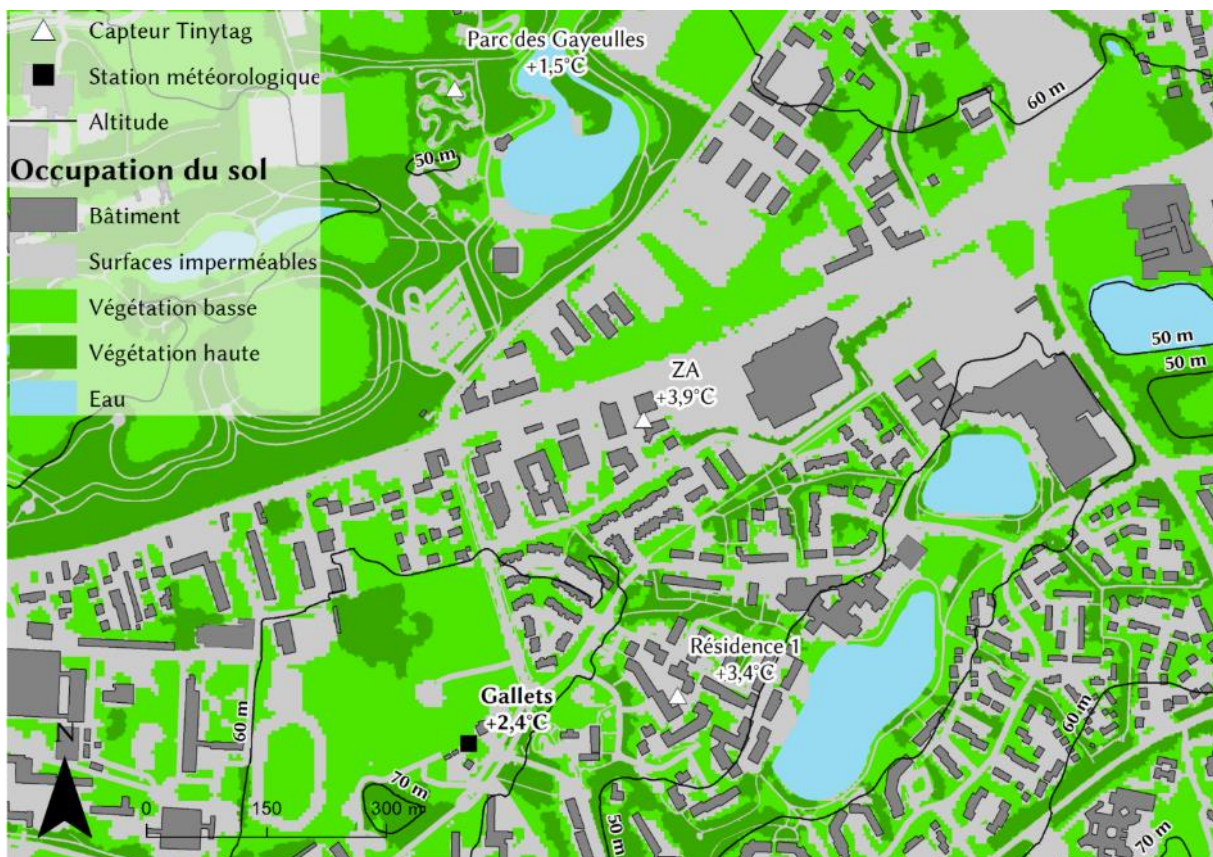 Capteur Tinytag
Station météorologique
Altitude
Occupation du sol
Bâtiment
Surfaces imperméables
Végétation basse
Végétation haute
Eau
Parc des Gayeulles
+1,5°C
50 m
60 m
50 m
50 m
ZA
+3,9°C
Résidence 1
+3,4°C
Gallets
+2,4°C
60 m
60 m
N
70 m
0 150 300 m
50 m
70 m